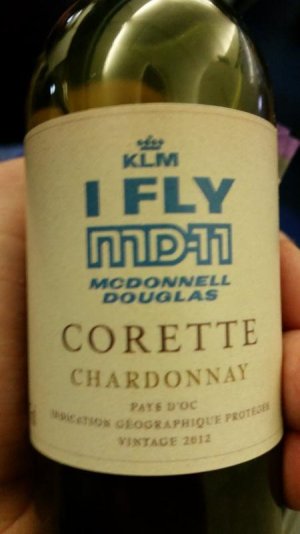 KLM
I FLY
MD-11
MCDONNELL
DOUGLAS
CORETTE
CHARDONNAY
PAYS D'OC
INDICATION GÉOGRAPHIQUE PROTÉGÉE
VINTAGE 2012